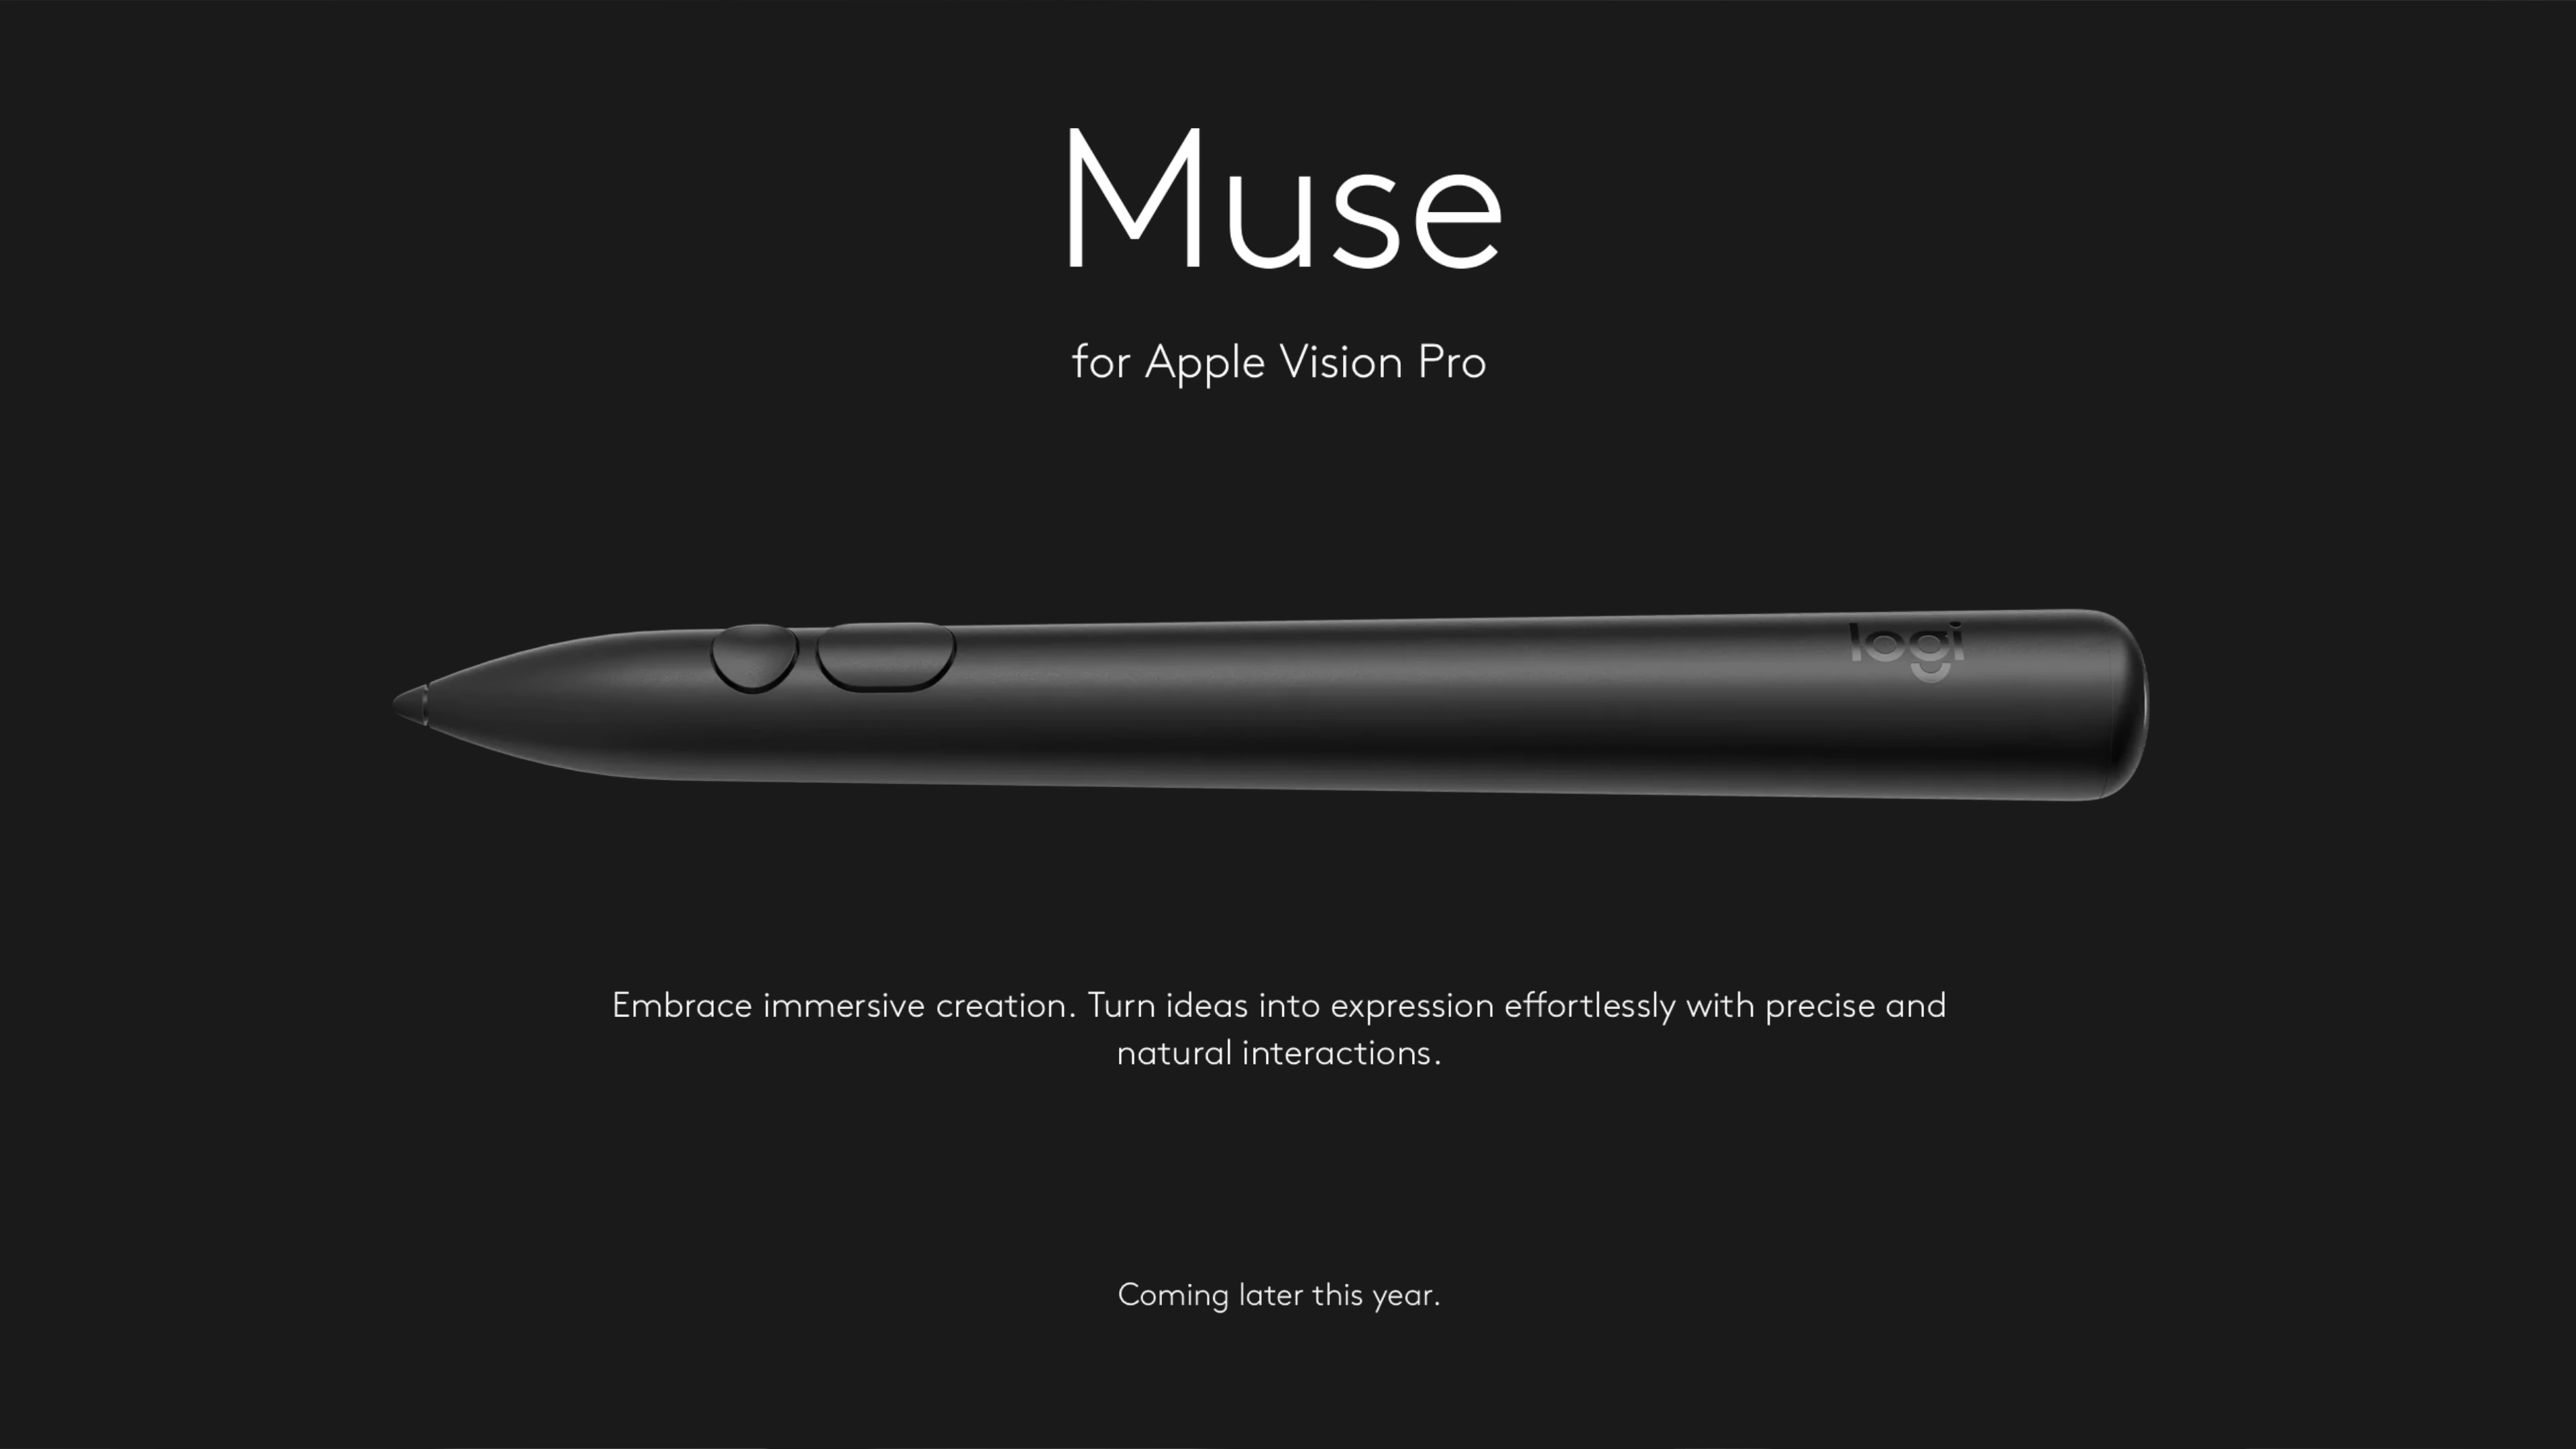 Muse
for Apple Vision Pro
logi
Embrace immersive creation. Turn ideas into expression effortlessly with precise and
natural interactions.
Coming later this year.